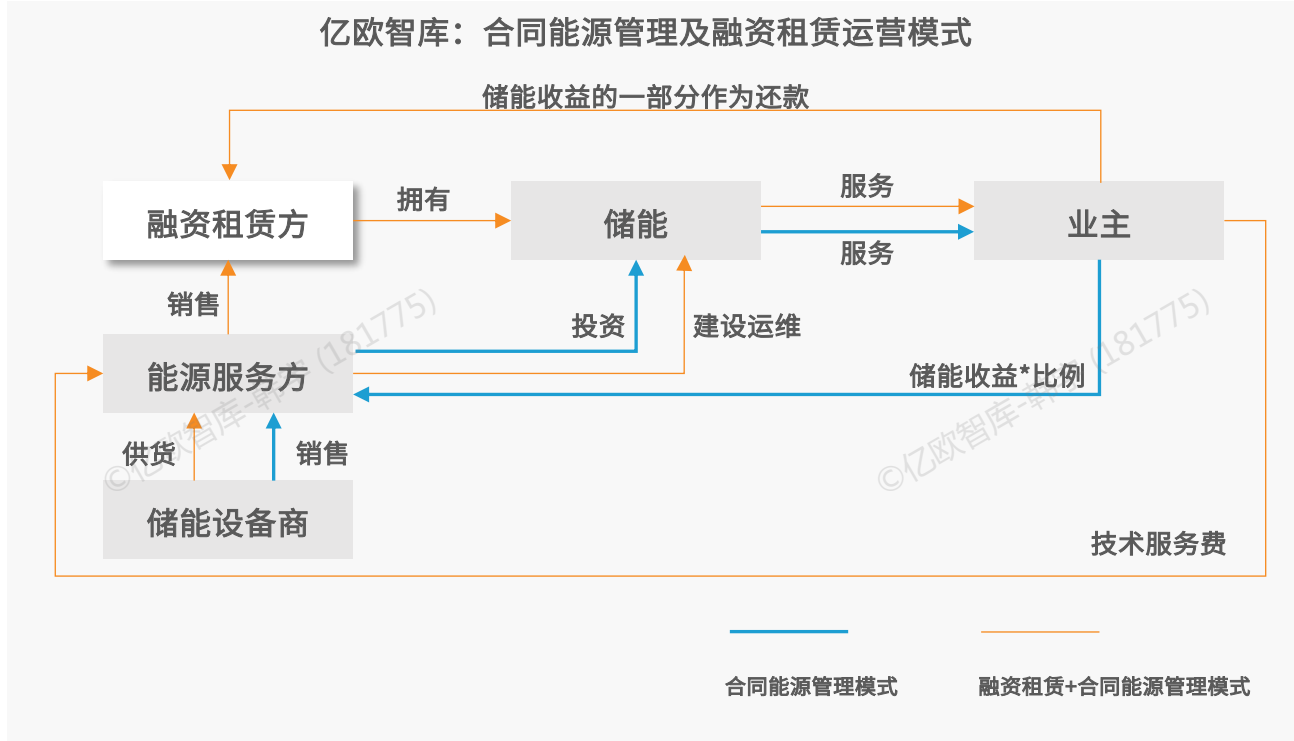 亿欧智库：合同能源管理及融资租赁运营模式
储能收益的一部分作为还款
融资租赁方
拥有
储能
服务
服务
业主
销售
投资
建设运维
能源服务方
储能收益*比例
供货
销售
储能设备商
技术服务费
合同能源管理模式
融资租赁+合同能源管理模式